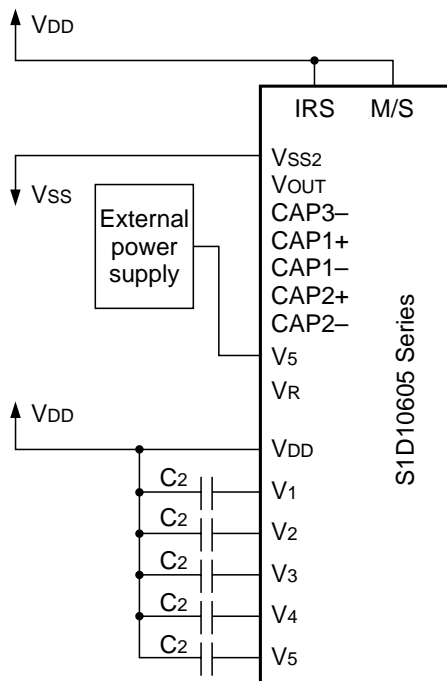 VDD
IRS M/S
VSS2
VSS
VOUT
External
power
supply
CAP3–
CAP1+
CAP1–
CAP2+
CAP2–
V5
VR
S1D10605 Series
VDD
VDD
C2 V1
C2 V2
C2 V3
C2 V4
C2 V5